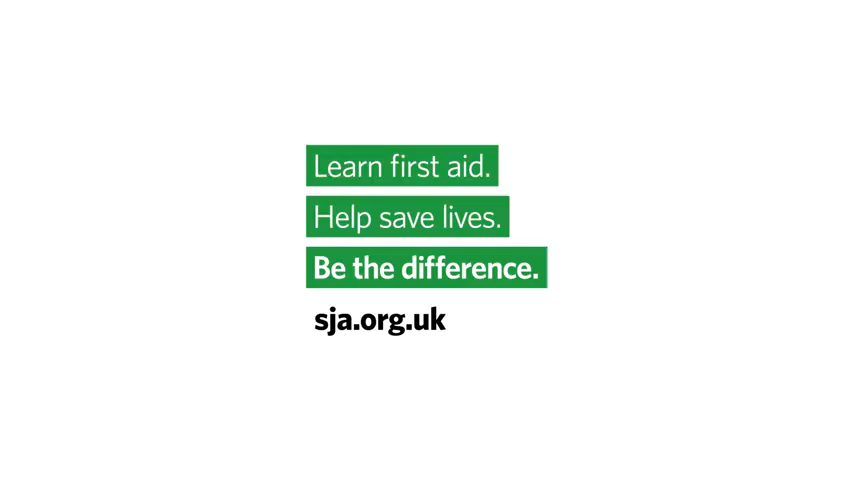 Learn first aid.
Help save lives.
Be the difference.
sja.org.uk